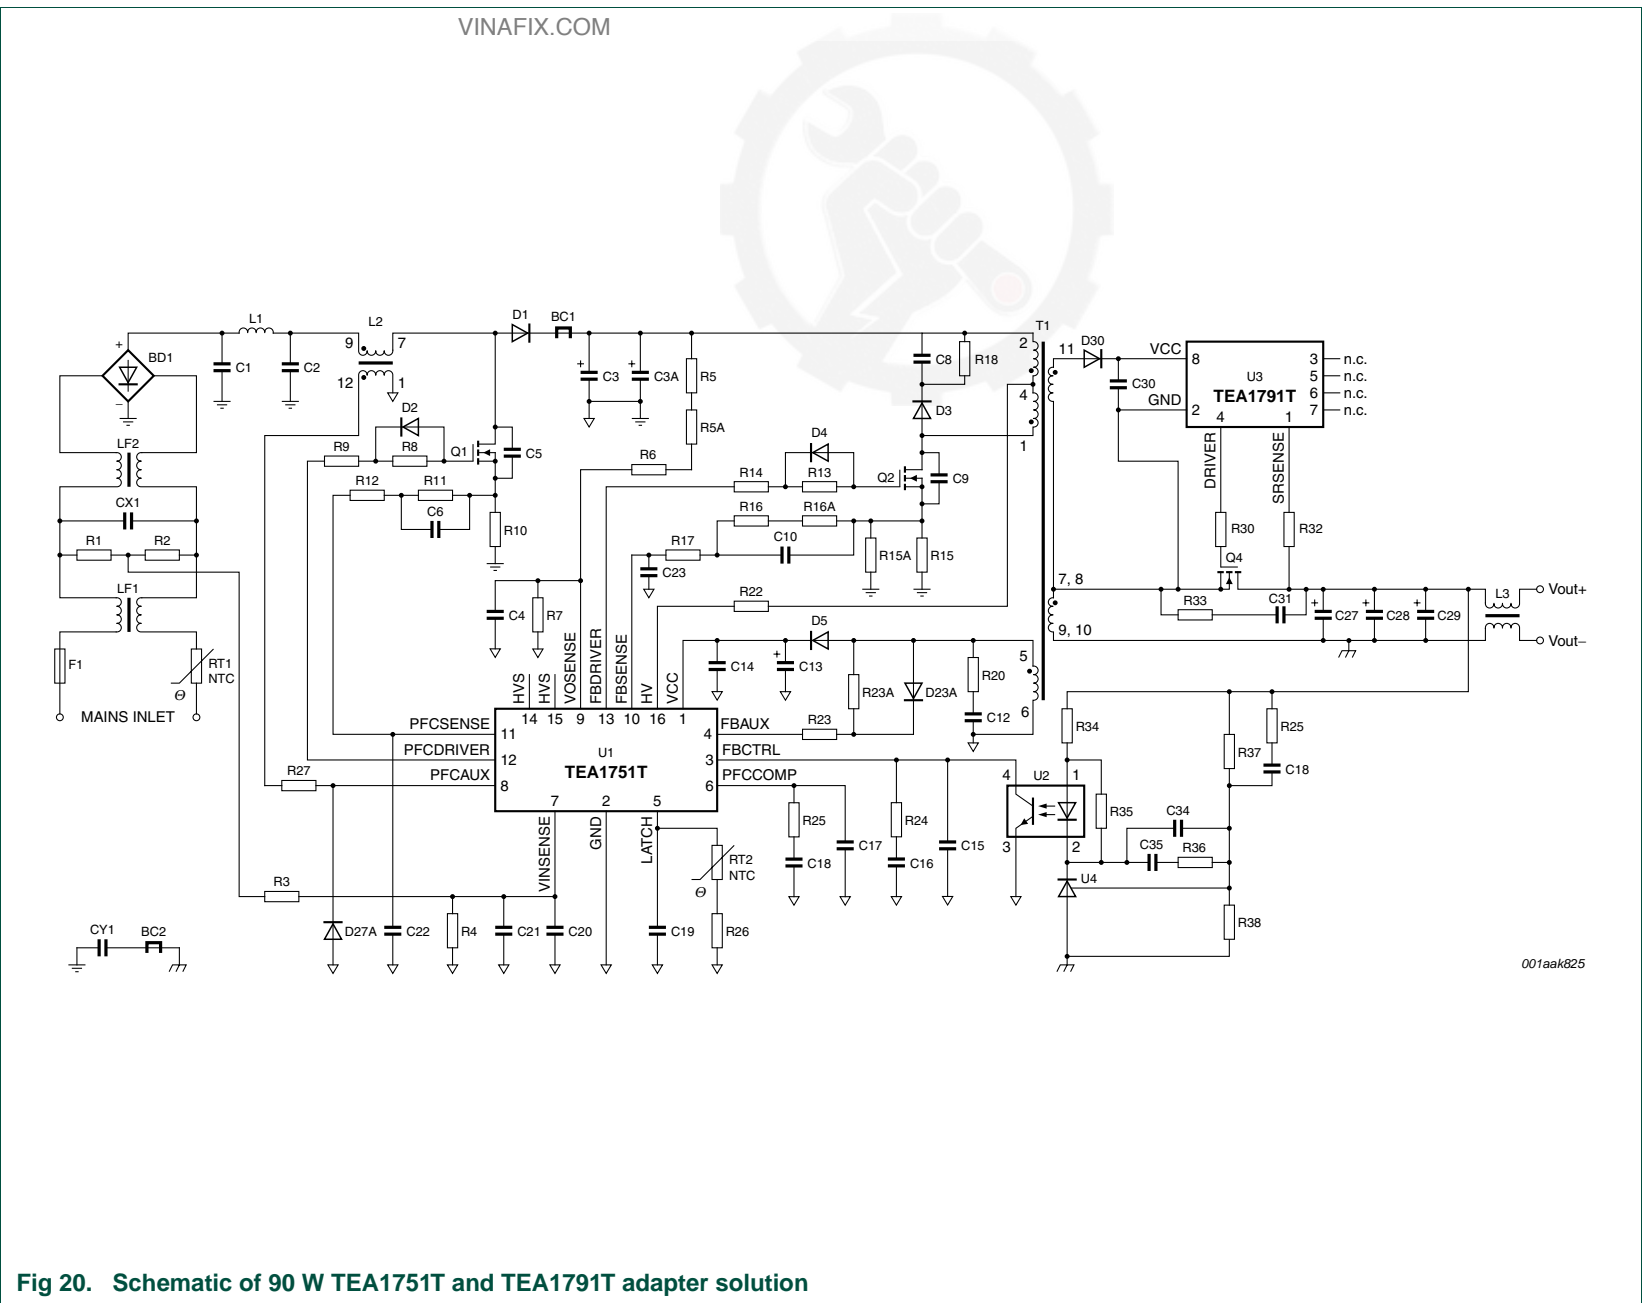 VINAFIX.COM
L1
L2
D1
BC1
T1
9
7
2
11
D30
VCC
8
3
n.c.
+
BD1
C1
C2
12
1
+
C3
+
C3A
R5
C8
R18
4
C30
U3
TEA1791T
5
n.c.
6
n.c.
−
GND
2
4
1
7
n.c.
D2
R5A
D3
1
DRIVER
SRSENSE
LF2
R9
R8
Q1
C5
R6
D4
R14
R13
Q2
C9
CX1
R12
R11
C6
R10
R16
R16A
R30
R32
R1
R2
R17
C10
R15A
R15
Q4
C23
7, 8
Vout+
LF1
R22
R33
C31
+
C27
+
C28
+
C29
L3
C4
R7
D5
9, 10
Vout−
F1
RT1
NTC
Θ
HVS
HVS
VOSENSE
FBDRIVER
FBSENSE
HV
VCC
C14
+
C13
R23A
D23A
R20
5
MAINS INLET
PFCSENSE
11
14
15
9
13
10
16
1
C12
6
4
FBAUX
R23
R34
R37
R25
PFCDRIVER
12
U1
TEA1751T
3
FBCTRL
R27
PFCAUX
8
6
PFCCOMP
4
U2
1
C18
7
2
5
R25
R24
R35
C34
VINSENSE
GND
LATCH
RT2
NTC
Θ
C18
C17
C16
C15
3
2
C35
R36
R3
U4
CY1
BC2
D27A
C22
R4
C21
C20
C19
R26
R38
001aak825
Fig 20. Schematic of 90 W TEA1751T and TEA1791T adapter solution